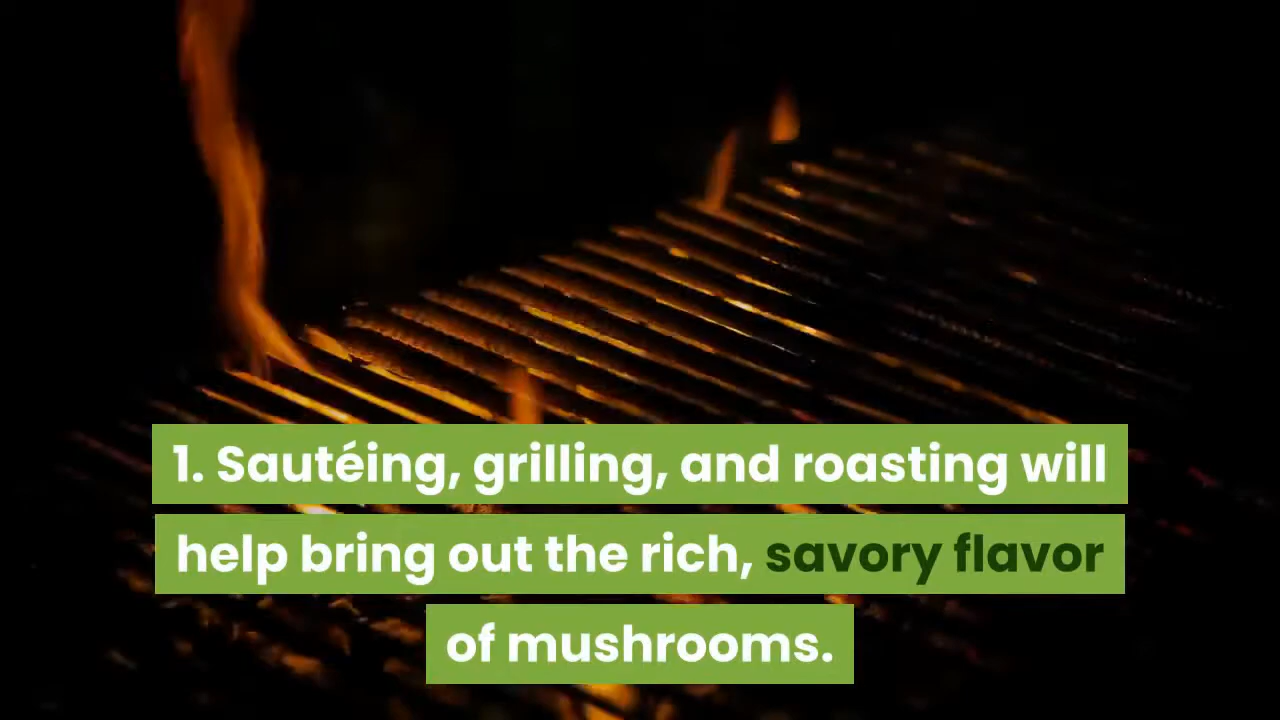 1. Sautéing, grilling, and roasting will
help bring out the rich, savory flavor
of mushrooms.